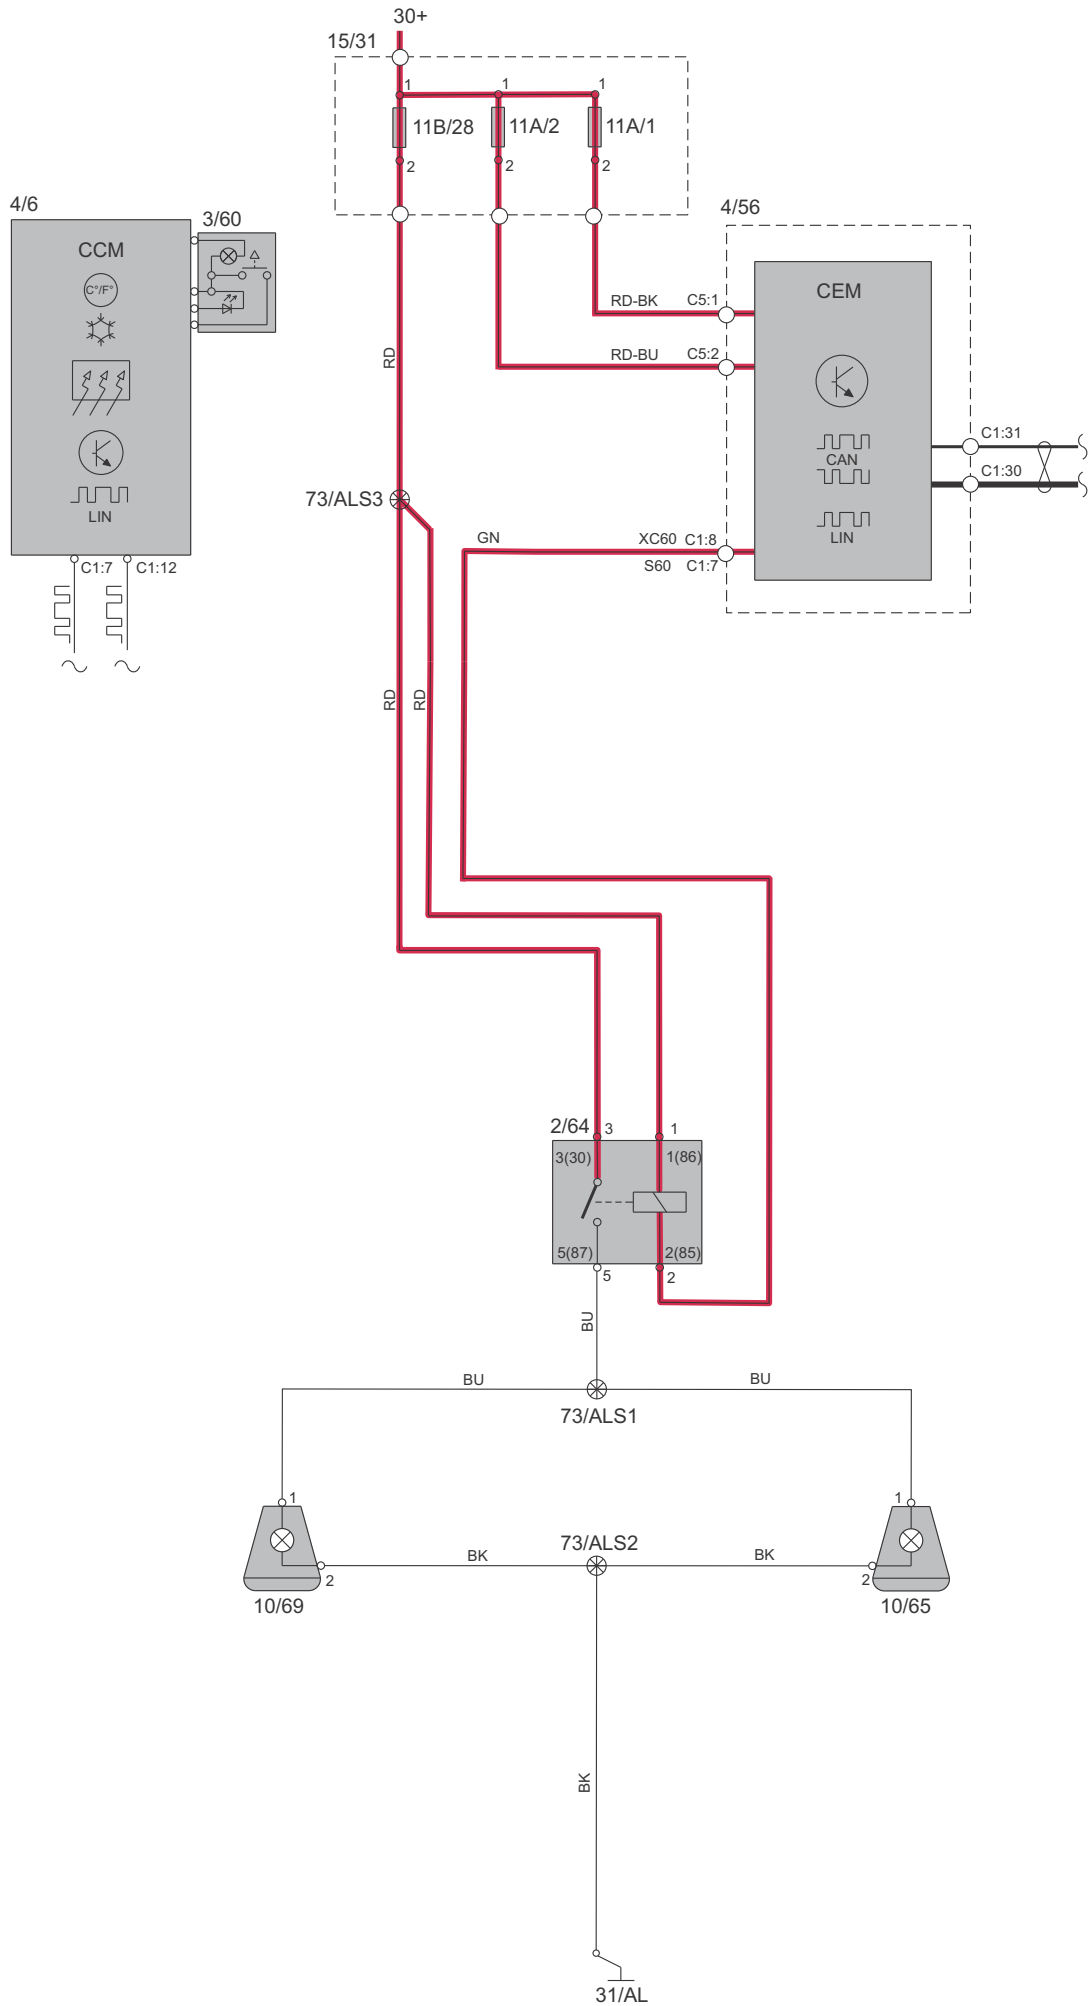 30+
15/31
1 1 1
11B/28 11A/2 11A/1
2 2 2
4/6
3/60
4/56
CCM
C°/F°
LIN
C1:7 C1:12
CEM
RD-BK C5:1
RD-BU C5:2
RD
C1:31
CAN
C1:30
LIN
73/ALS3
GN XC60 C1:8
S60 C1:7
RD RD
2/64 3 1
3(30) 1(86)
5(87) 2(85)
5 2
BU
BU BU
73/ALS1
1 1
73/ALS2
BK BK
2 2
10/69 10/65
BK
31/AL